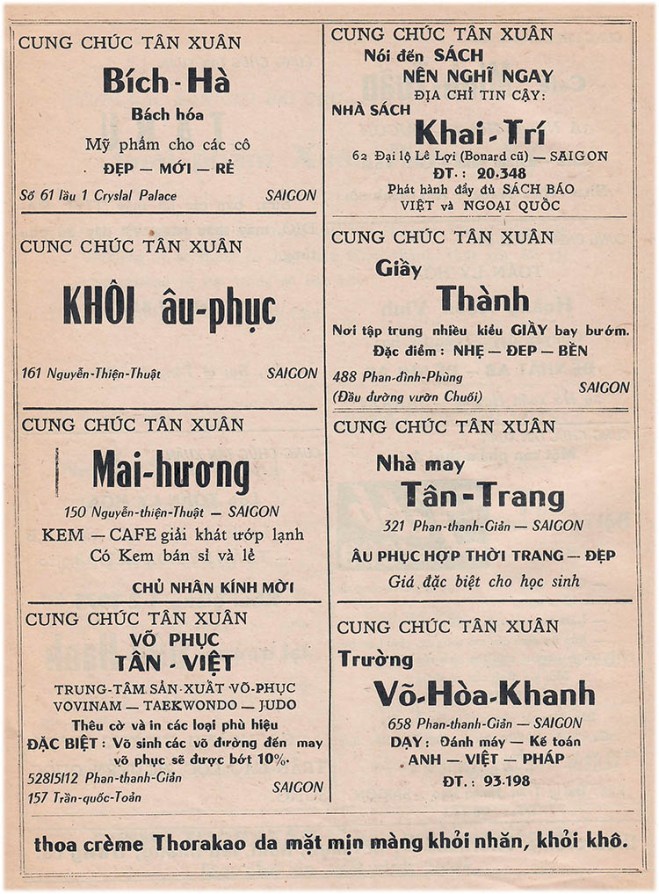 CUNG CHÚC TÂN XUÂN
Bích-Hà
Bách hóa
Mỹ phẩm cho các cô
ĐẸP — MỚI — RẺ
Số 61 lầu 1 Cryslal Palace SAIGON
CUNC CHÚC TÂN XUÂN
KHÔI âu-phục
161 Nguyễn-Thiện-Thuật SAIGON
CUNG CHÚC TÂN XUÂN
Mai-hương
150 Nguyễn-thiện-Thuật — SAIGON
KEM — CAFE giải khát ướp lạnh
Có Kem bán sỉ và lẻ
CHỦ NHÂN KÍNH MỜI
CUNG CHÚC TÂN XUÂN
VÕ PHỤC
TÂN - VIỆT
TRUNG-TÂM SẢN-XUẤT VÕ-PHỤC
VOVINAM — TAEKWONDO — JUDO
Thêu cờ và in các loại phù hiệu
ĐẶC BIỆT : Võ sinh các võ đường đến may
võ phục sẽ được bớt 10%.
528I5I12 Phan-thanh-Giản
SAIGON
157 Trần-quốc-Toản
CUNG CHÚC TÂN XUÂN
Nói đến SÁCH
NÊN NGHĨ NGAY
ĐỊA CHỈ TIN CẬY:
NHÀ SÁCH
Khai-Trí
62 Đại lộ Lê Lợi (Bonard cũ) — SAIGON
ĐT. : 20.348
Phát hành đầy đủ SÁCH BÁO
VIỆT và NGOẠI QUỐC
CUNG CHÚC TÂN XUÂN
Giầy
Thành
Nơi tập trung nhiều kiểu GIÀY bay bướm.
Đặc điểm : NHẸ — ĐẸP — BỀN
488 Phan-đình-Phùng
SAIGON
(Đầu đường vườn Chuối)
CUNG CHÚC TÂN XUÂN
Nhà may
Tân-Trang
321 Phan-thanh-Giản — SAIGON
ÂU PHỤC HỢP THỜI TRANG — ĐẸP
Giá đặc biệt cho học sinh
CUNG CHÚC TÂN XUÂN
Trường
Võ-Hòa-Khanh
658 Phan-thanh-Giản — SAIGON
DẠY : Đánh máy — Kế toán
ANH — VIỆT — PHÁP
ĐT. : 93.198
thoa crème Thorakao da mặt mịn màng khỏi nhăn, khỏi khô.